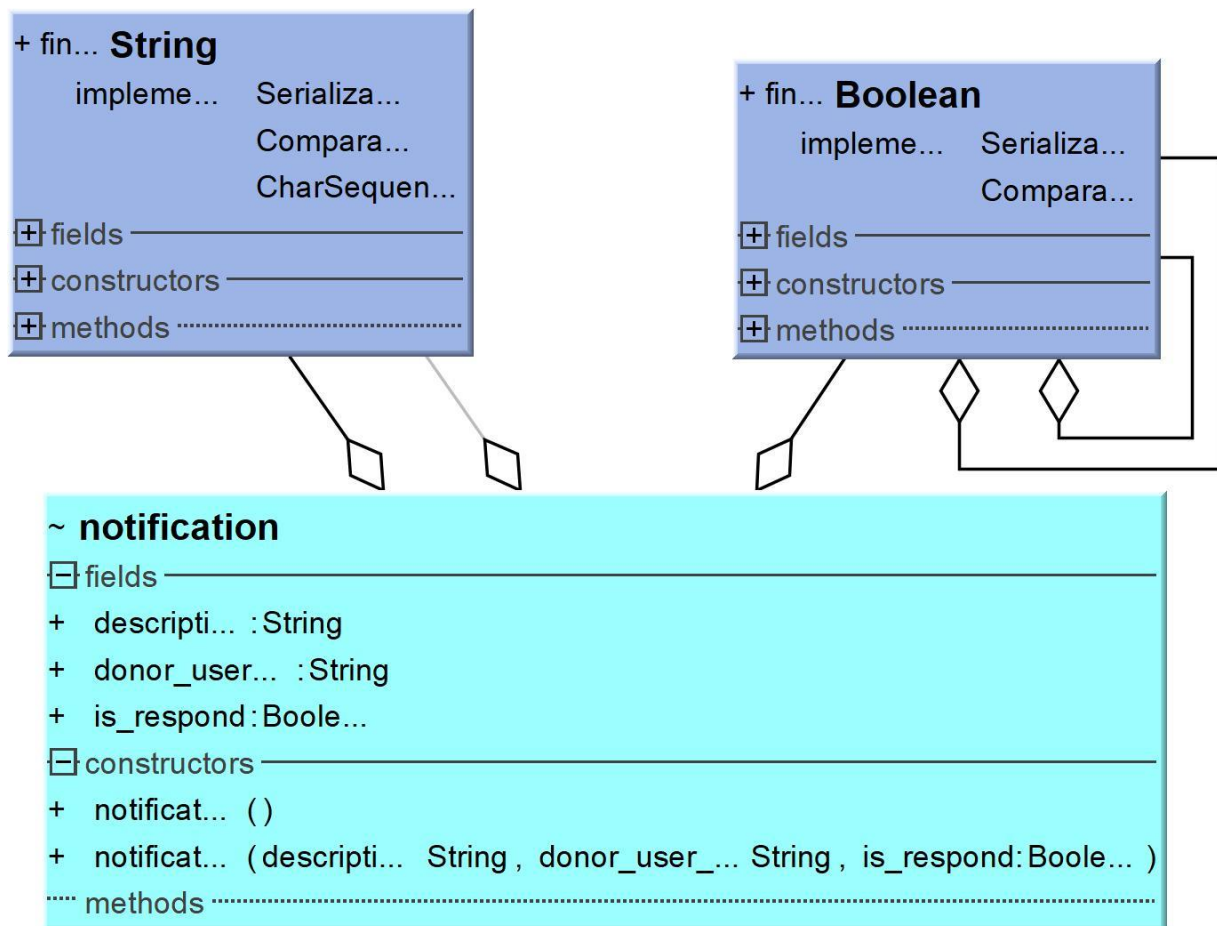 + fin... String
impleme... Serializa...
Compara...
CharSequen...
+ fields
+ constructors
+ methods
+ fin... Boolean
impleme... Serializa...
Compara...
+ fields
+ constructors
+ methods
~ notification
− fields
+ descripti... :String
+ donor_user... :String
+ is_respond:Boole...
− constructors
+ notificat... ()
+ notificat... (descripti... String, donor_user_... String, is_respond:Boole... )
methods